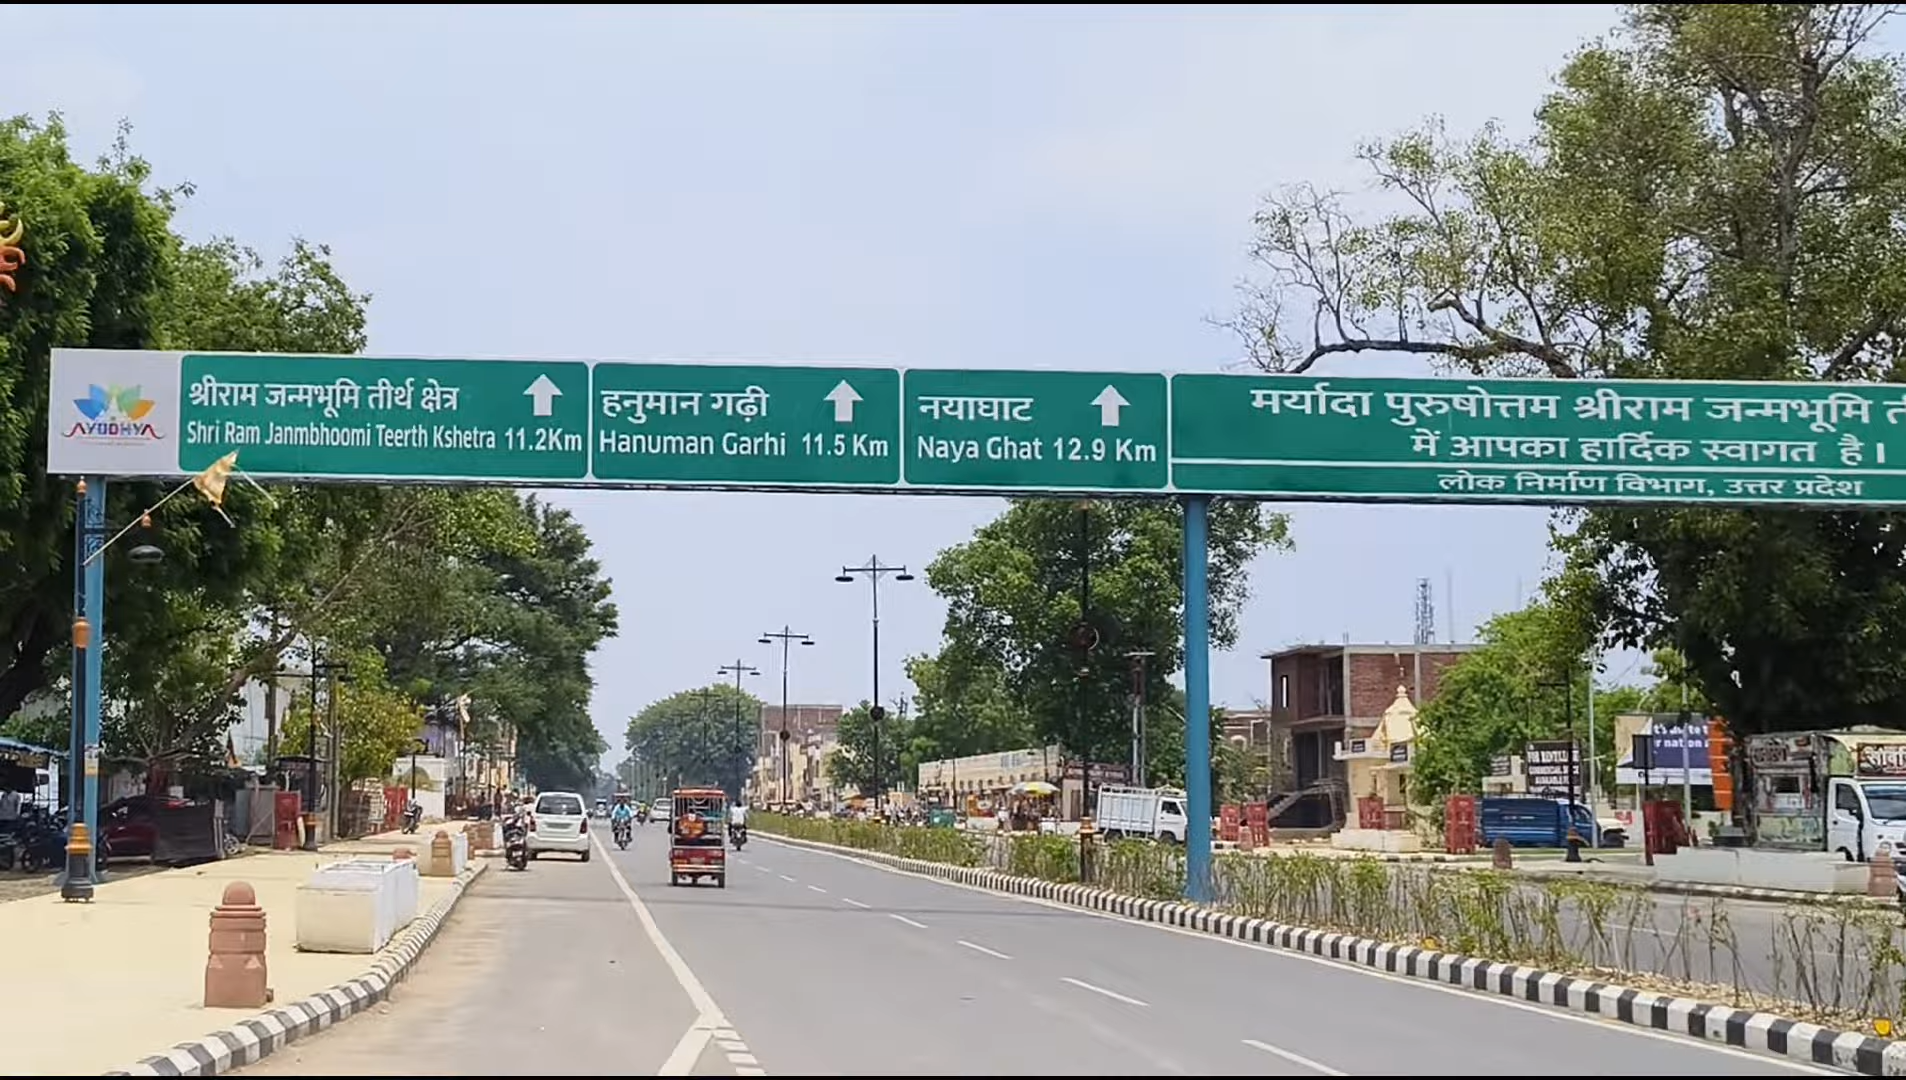 AYODHYA
श्रीराम जन्मभूमि तीर्थ क्षेत्र
Shri Ram Janmbhoomi Teerth Kshetra 11.2Km
हनुमान गढ़ी
Hanuman Garhi 11.5 Km
नयाघाट
Naya Ghat 12.9 Km
मर्यादा पुरुषोत्तम श्रीराम जन्मभूमि
में आपका हार्दिक स्वागत है।
लोक निर्माण विभाग, उत्तर प्रदेश